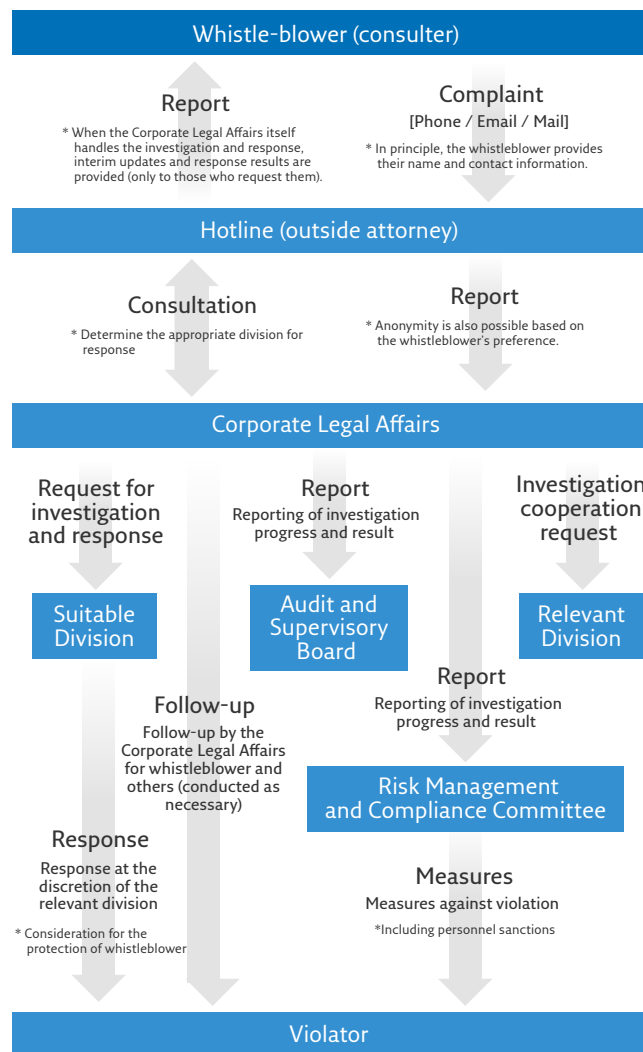 Whistle-blower (consulter)
Report
* When the Corporate Legal Affairs itself
handles the investigation and response,
interim updates and response results are
provided (only to those who request them).
Complaint
[Phone / Email / Mail]
* In principle, the whistleblower provides
their name and contact information.
Hotline (outside attorney)
Consultation
* Determine the appropriate division for
response
Report
* Anonymity is also possible based on
the whistleblower's preference.
Corporate Legal Affairs
Request for
investigation
and response
Report
Reporting of investigation
progress and result
Investigation
cooperation
request
Suitable
Division
Audit and
Supervisory
Board
Relevant
Division
Follow-up
Follow-up by the
Corporate Legal Affairs
for whistleblower and
others (conducted as
necessary)
Report
Reporting of investigation
progress and result
Risk Management
and Compliance Committee
Response
Response at the
discretion of the
relevant division
* Consideration for the
protection of whistleblower
Measures
Measures against violation
*Including personnel sanctions
Violator